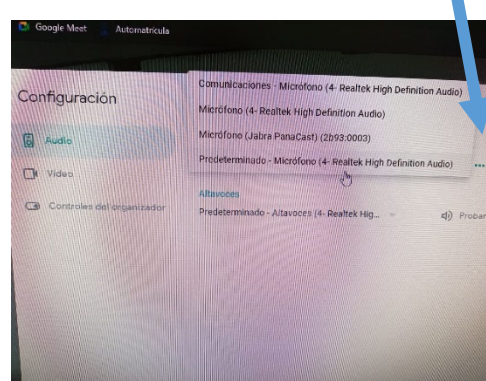 Google Meet Automatrícula
Configuración
Comunicaciones - Micrófono (4- Realtek High Definition Audio)
Micrófono (4- Realtek High Definition Audio)
Micrófono (Jabra PanaCast) (2b93:0003)
Predeterminado - Micrófono (4- Realtek High Definition Audio)
Audio
Vídeo
Controles del organizador
Altavoces
Predeterminado - Altavoces (4- Realtek Hig...
Probar